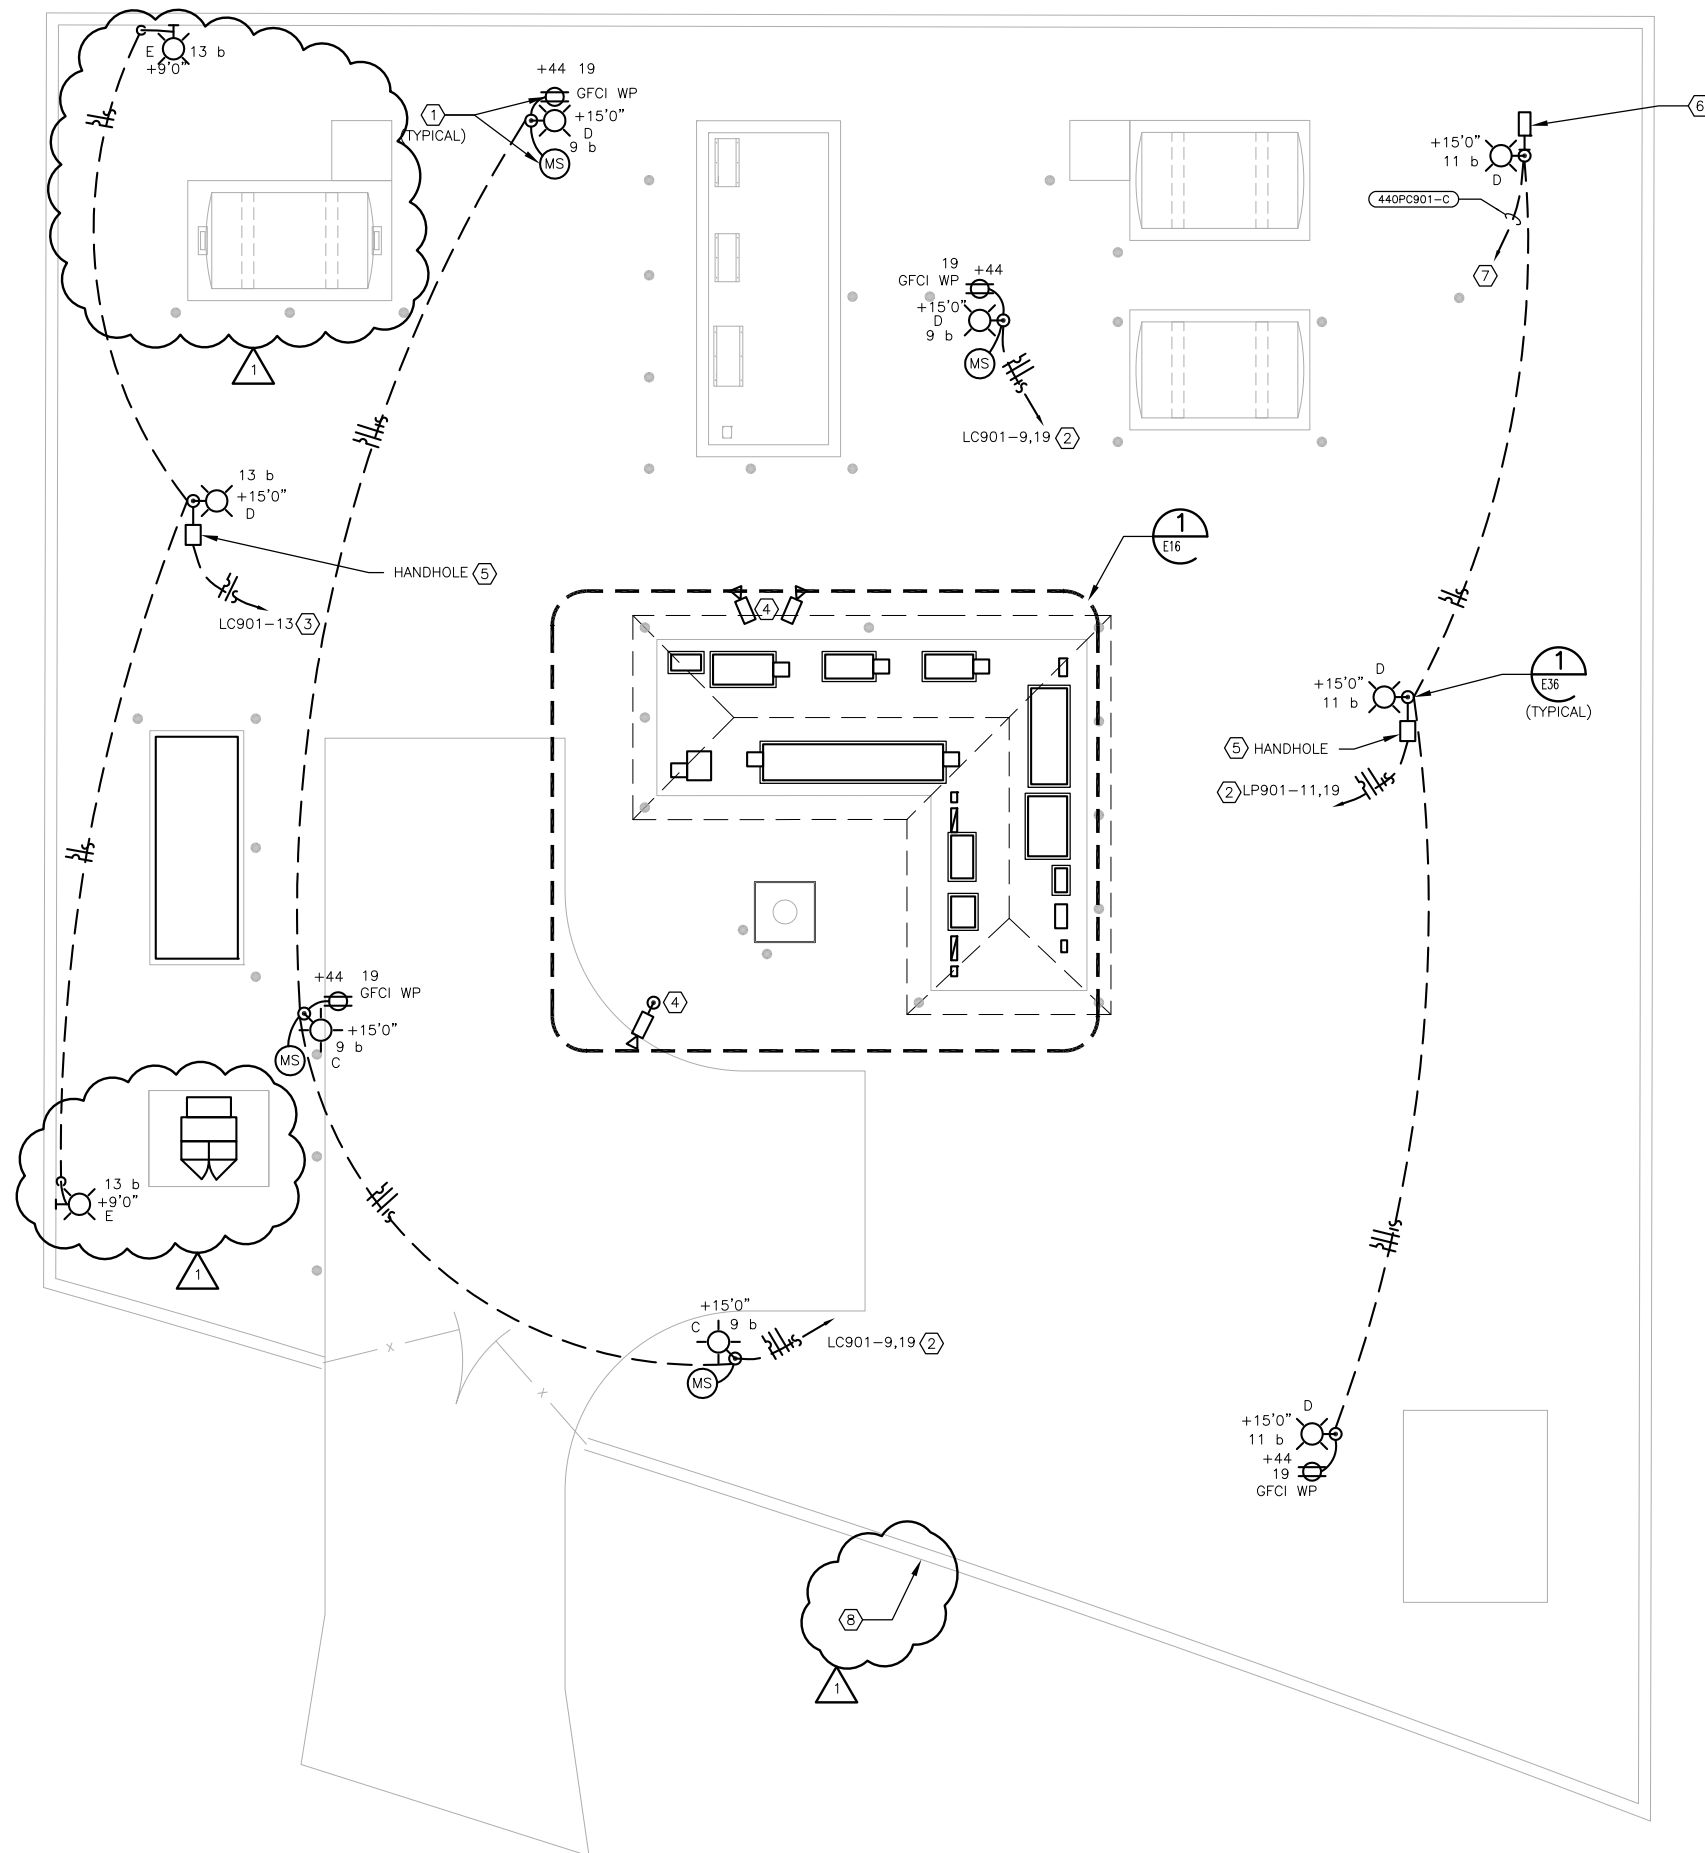 E
13 b
+9'0"
1
(TYPICAL)
+44 19
GFCI WP
+15'0"
D
9 b
MS
1
19
+44
GFCI WP
+15'0"
D
9 b
MS
LC901-9,19
2
6
+15'0"
11 b
D
440PC901-C
7
13 b
+15'0"
D
HANDHOLE
5
LC901-13
3
1
E16
4
D
+15'0"
11 b
1
E36
(TYPICAL)
5
HANDHOLE
2
LP901-11,19
+44 19
GFCI WP
+15'0"
9 b
C
MS
4
13 b
+9'0"
E
1
X
X
+15'0"
C
9 b
MS
LC901-9,19
2
D
+15'0"
11 b
+44
19
GFCI WP
8
1